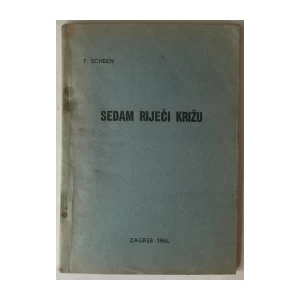 F. SCHEEN
SEDAM RIJEČI KRIŽU
ZAGREB 1966.